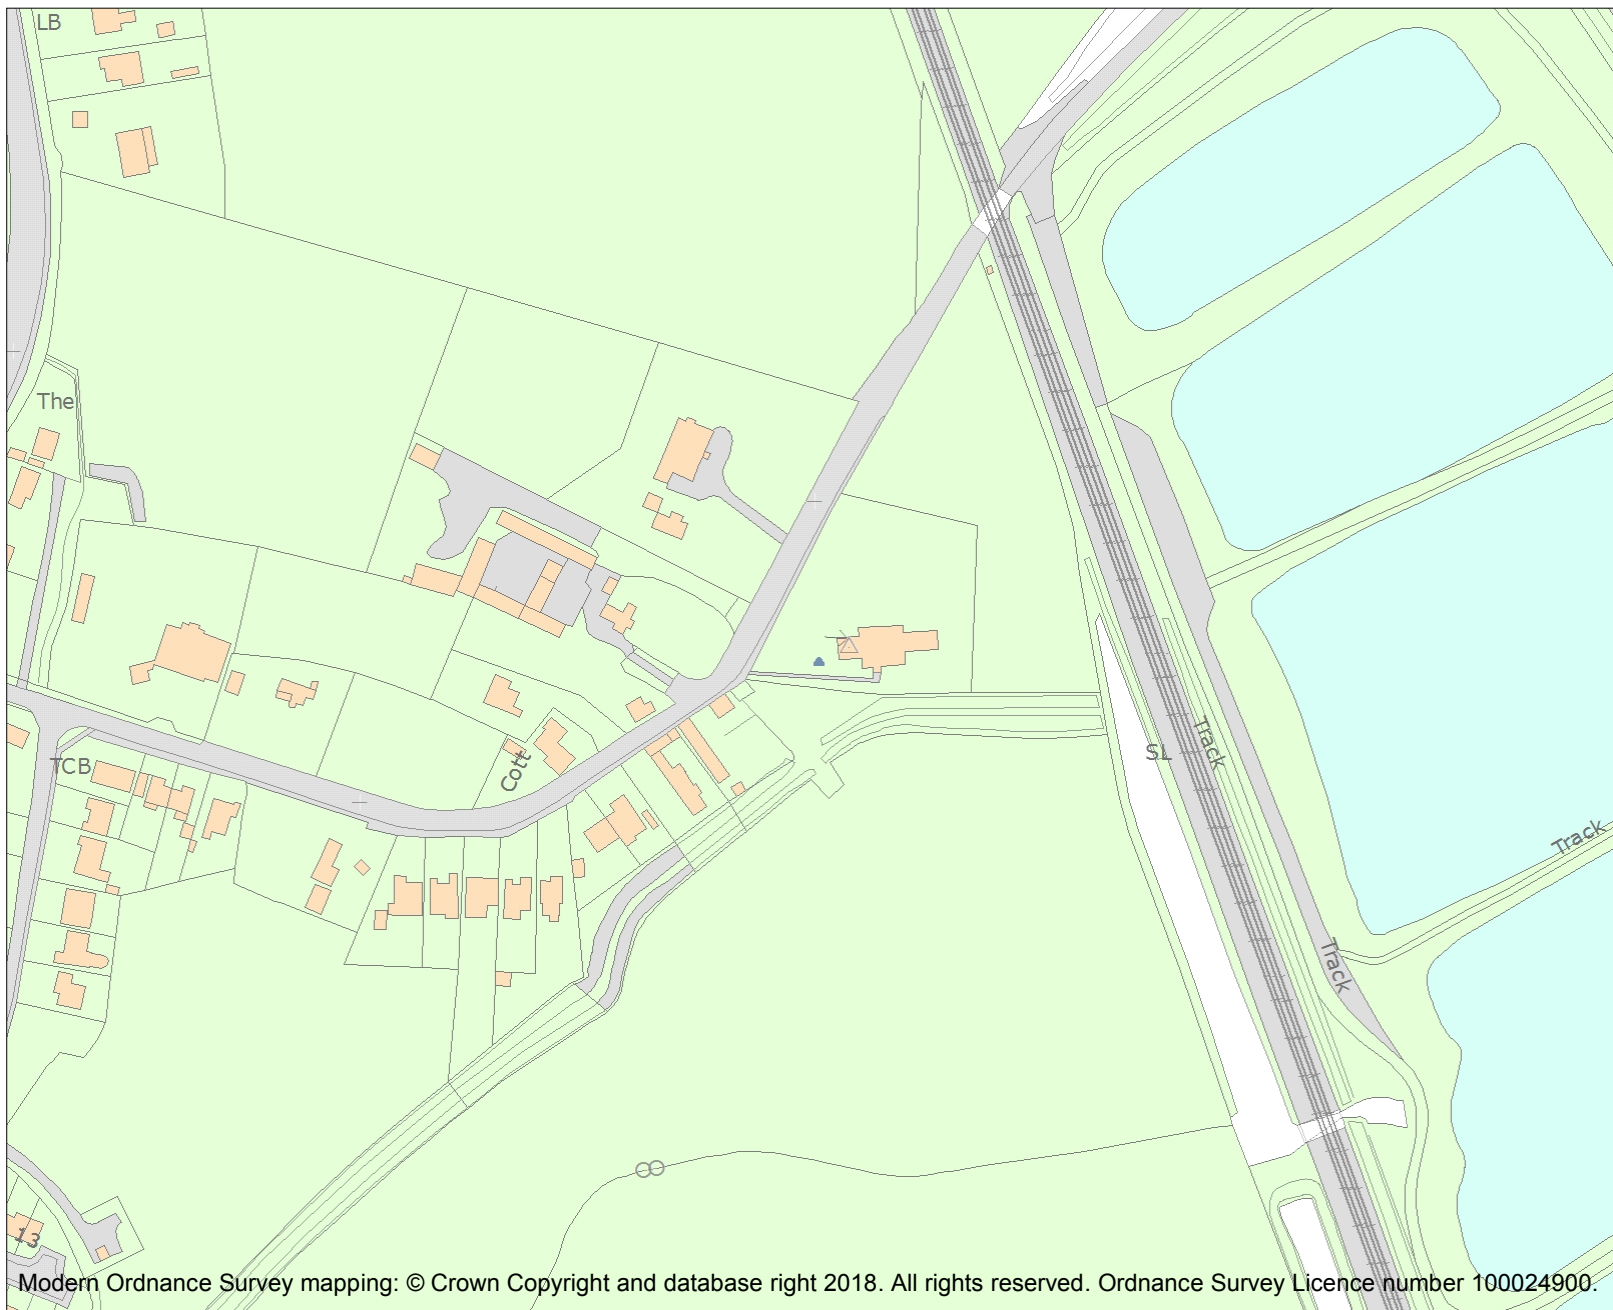 LB
The
TCB
Cott
SL
Track
Track
Track
13
Modern Ordnance Survey mapping: © Crown Copyright and database right 2018. All rights reserved. Ordnance Survey Licence number 100024900.